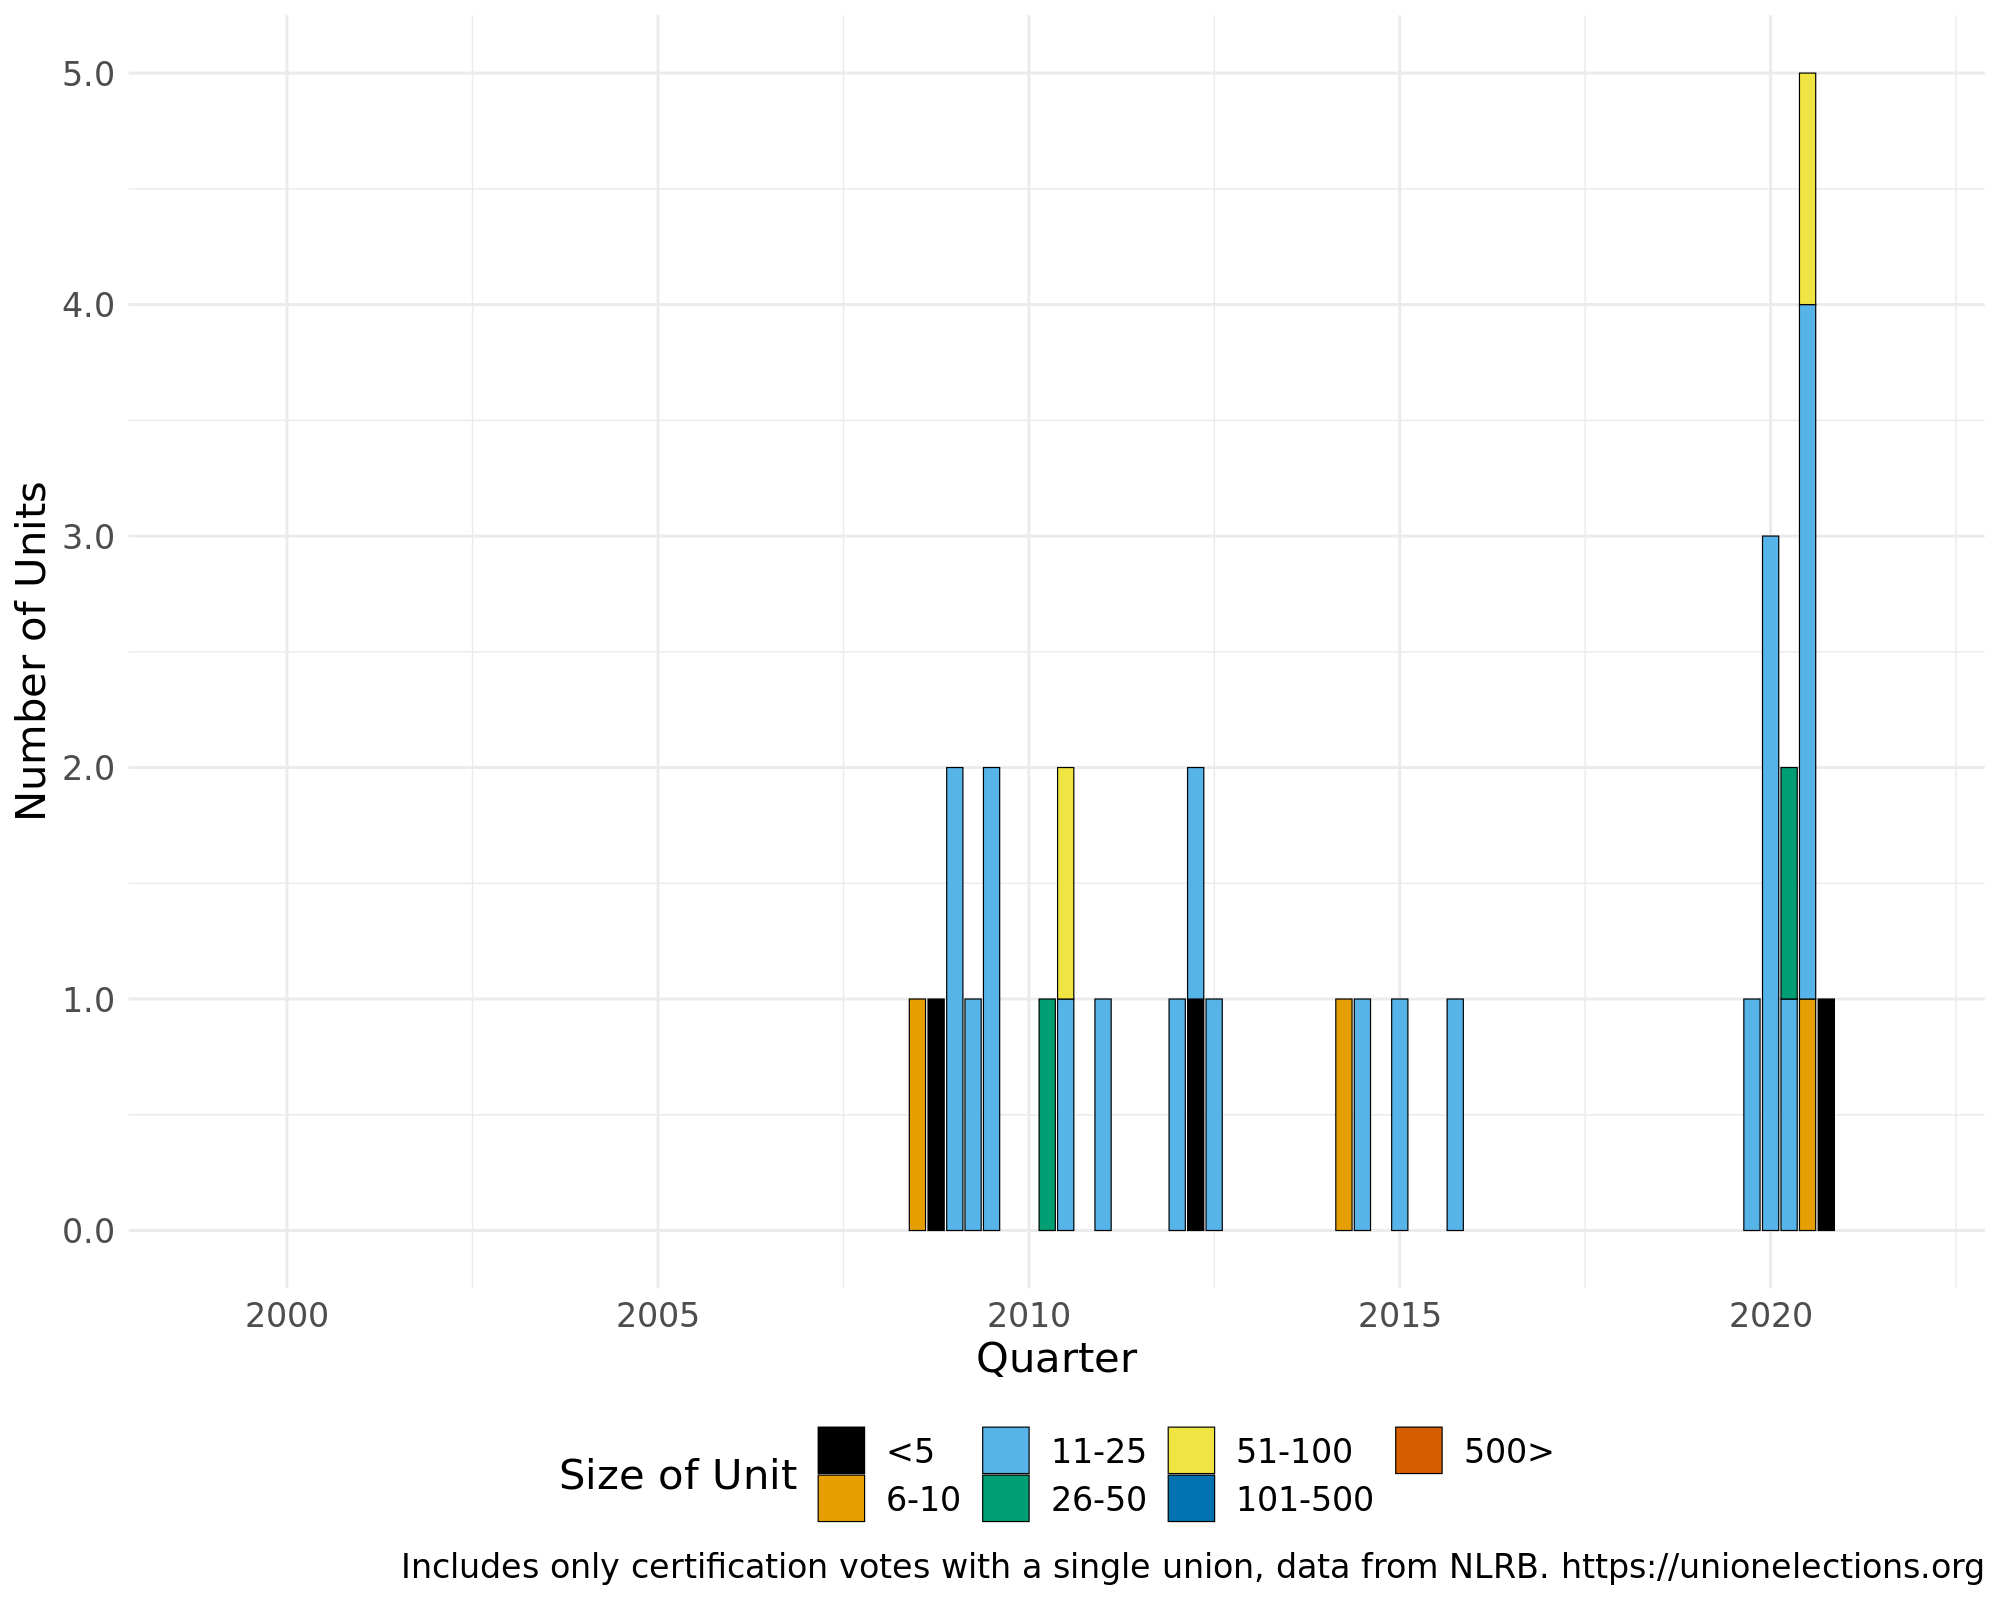 5.0
4.0
3.0
2.0
1.0
0.0
Number of Units
2000 2005 2010 2015 2020
Quarter
Size of Unit
<5 11-25 51-100 500>
6-10 26-50 101-500
Includes only certification votes with a single union, data from NLRB. https://unionelections.org